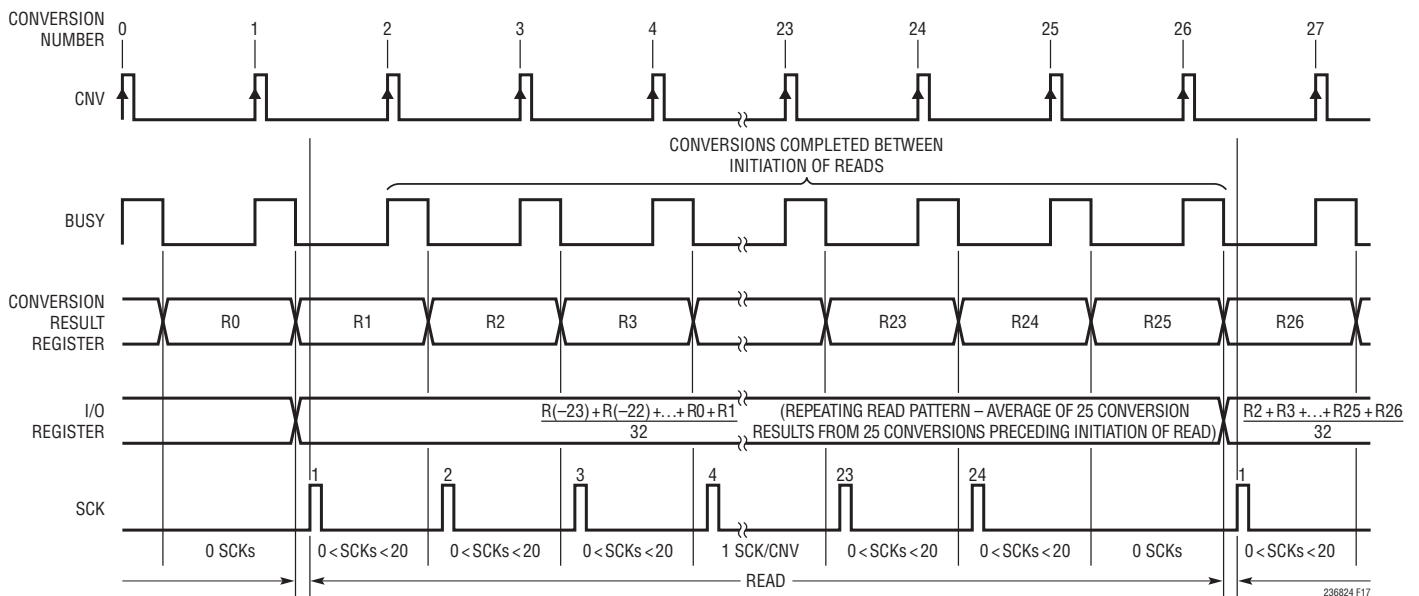 CONVERSION
NUMBER
0 1 2 3 4 23 24 25 26 27
CNV
CONVERSIONS COMPLETED BETWEEN
INITIATION OF READS
BUSY
CONVERSION
RESULT
REGISTER
R0 R1 R2 R3 R23 R24 R25 R26
I/O
REGISTER
R(–23) + R(–22) +…+ R0 + R1
32
(REPEATING READ PATTERN – AVERAGE OF 25 CONVERSION
RESULTS FROM 25 CONVERSIONS PRECEDING INITIATION OF READ)
R2 + R3 +…+ R25 + R26
32
1 2 3 4 23 24 1
SCK
0 SCKs 0 < SCKs < 20 0 < SCKs < 20 0 < SCKs < 20 1 SCK/CNV 0 < SCKs < 20 0 < SCKs < 20 0 SCKs 0 < SCKs < 20
READ
236824 F17